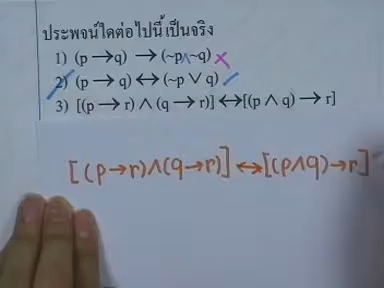 ประพจน์ใดต่อไปนี้เป็นจริง
1) (p → q) → (~p ∧ ~q) ✗
2) (p → q) ↔ (~p ∨ q) ✓
3) [(p → r) ∧ (q → r)] ↔ [(p ∧ q) → r]
[(p→r)∧(q→r)] ↔ [(p∧q)→r]